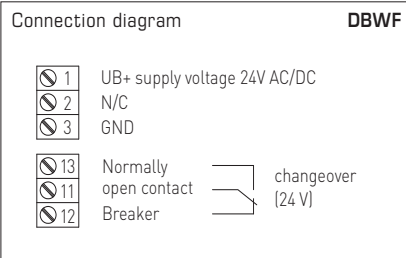 Connection diagram DBWF
1 UB+ supply voltage 24V AC/DC
2 N/C
3 GND
13 Normally
11 open contact
12 Breaker
changeover
(24 V)